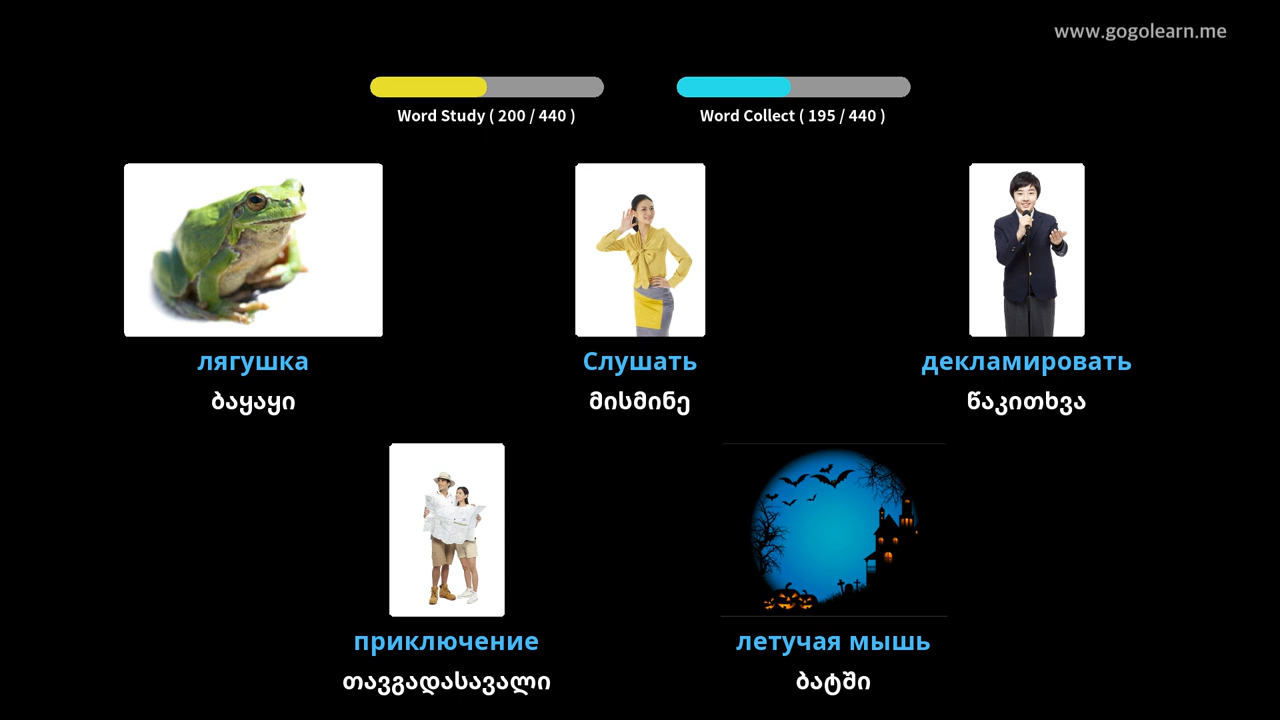 www.gogolearn.me
Word Study ( 200 / 440 )
Word Collect ( 195 / 440 )
лягушка
ბაყაყი
Слушать
მისმინე
декламировать
წაკითხვა
приключение
თავგადასავალი
летучая мышь
ბატში